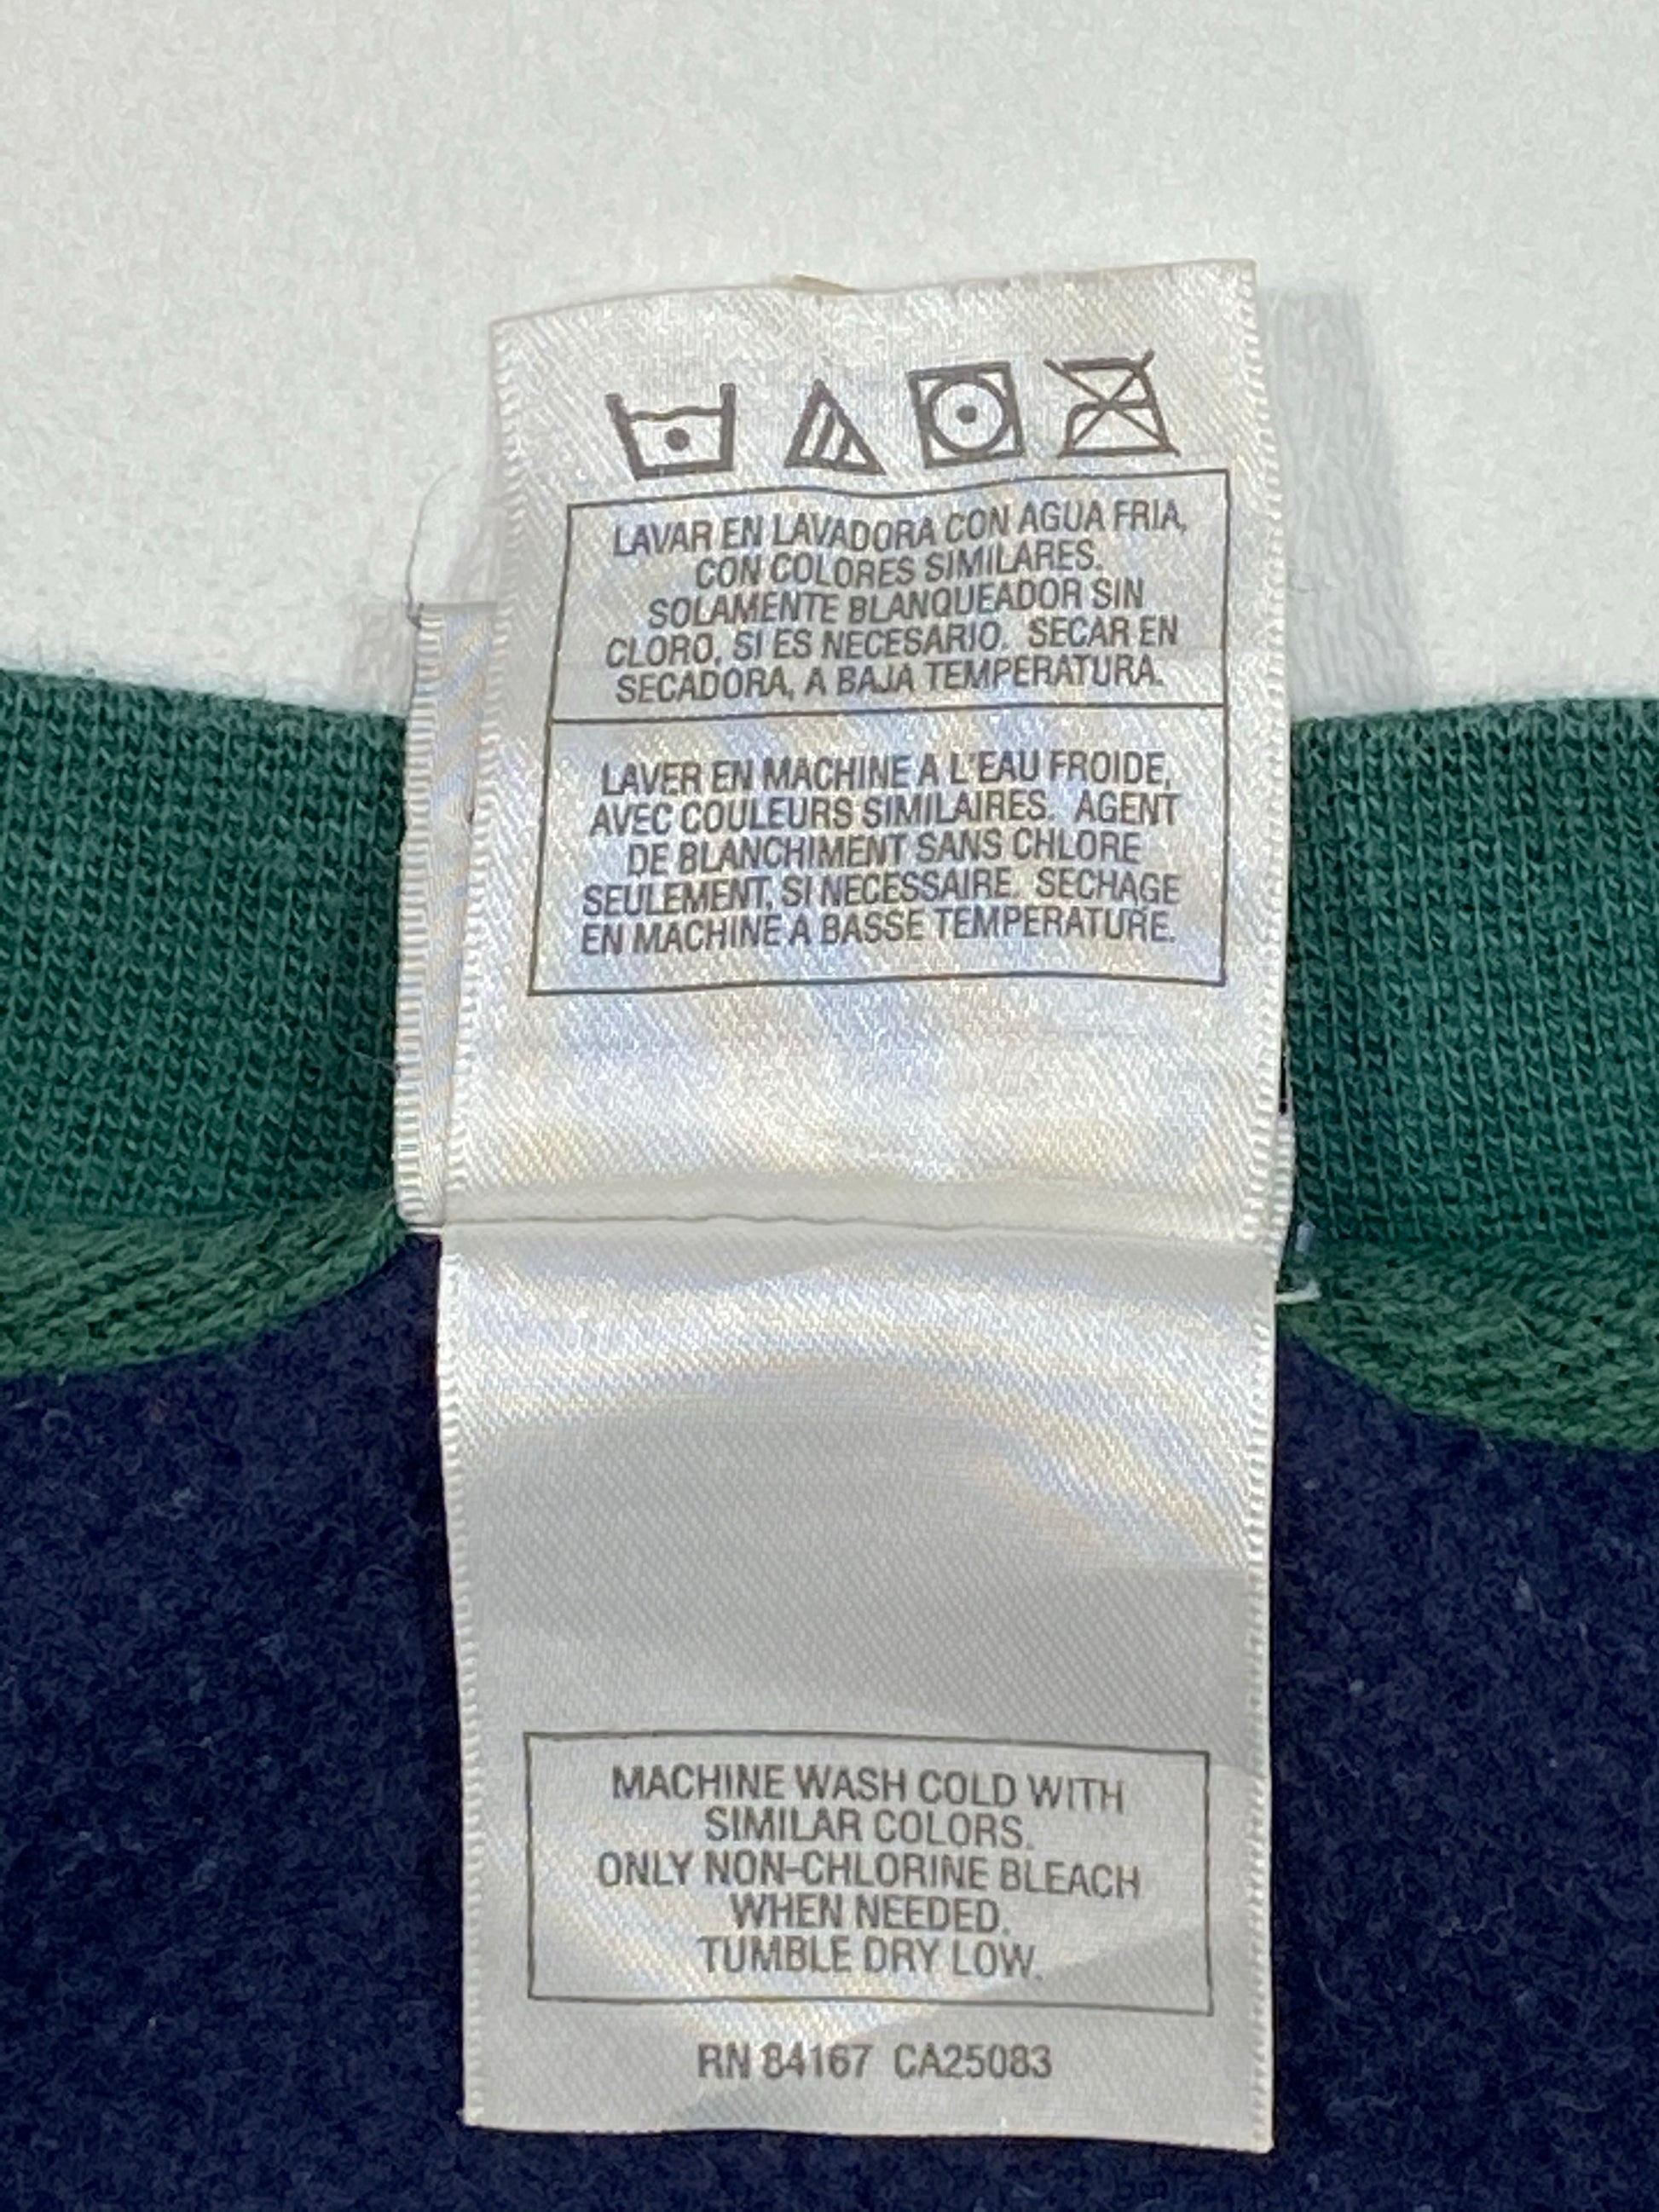 LAVAR EN LAVADORA CON AGUA FRIA,
CON COLORES SIMILARES.
SOLAMENTE BLANQUEADOR SIN
CLORO, SI ES NECESARIO. SECAR EN
SECADORA, A BAJA TEMPERATURA.
LAVER EN MACHINE A L'EAU FROIDE,
AVEC COULEURS SIMILAIRES. AGENT
DE BLANCHIMENT SANS CHLORE
SEULEMENT, SI NECESSAIRE. SECHAGE
EN MACHINE A BASSE TEMPERATURE.
MACHINE WASH COLD WITH
SIMILAR COLORS.
ONLY NON-CHLORINE BLEACH
WHEN NEEDED.
TUMBLE DRY LOW.
RN 84167 CA25083